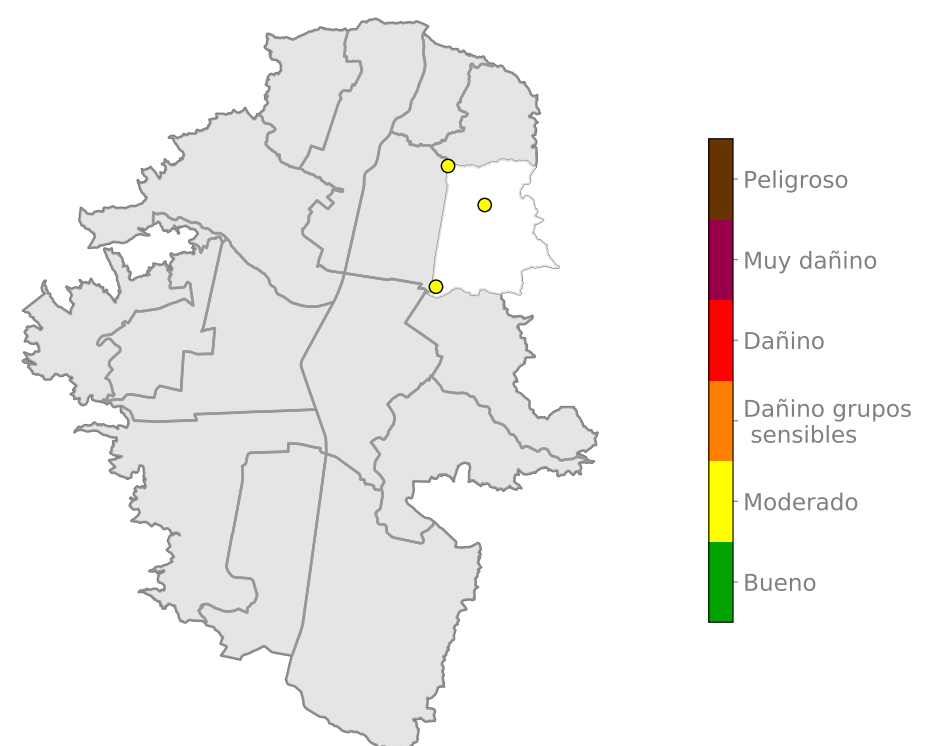 Peligroso
Muy dañino
Dañino
Dañino grupos
sensibles
Moderado
Bueno